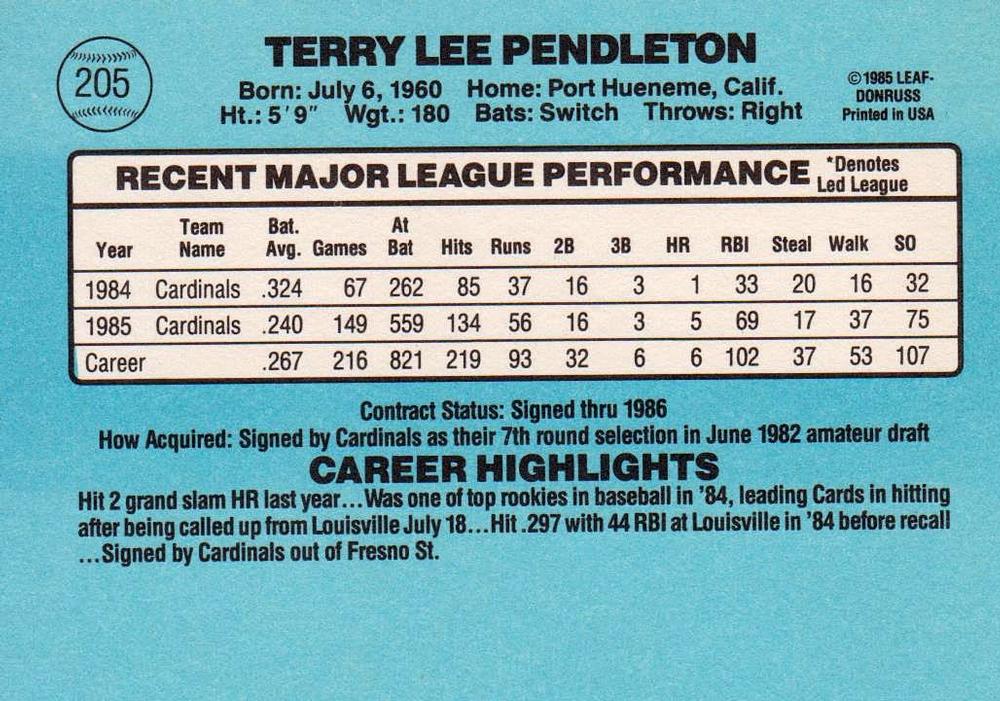 205
TERRY LEE PENDLETON
Born: July 6, 1960 Home: Port Hueneme, Calif.
Ht.: 5'9" Wgt.: 180 Bats: Switch Throws: Right
©1985 LEAF-
DONRUSS
Printed in USA
RECENT MAJOR LEAGUE PERFORMANCE *Denotes
Led League
Year Team Name Bat. Avg. Games At Bat Hits Runs 2B 3B HR RBI Steal Walk SO
1984 Cardinals .324 67 262 85 37 16 3 1 33 20 16 32
1985 Cardinals .240 149 559 134 56 16 3 5 69 17 37 75
Career .267 216 821 219 93 32 6 6 102 37 53 107
Contract Status: Signed thru 1986
How Acquired: Signed by Cardinals as their 7th round selection in June 1982 amateur draft
CAREER HIGHLIGHTS
Hit 2 grand slam HR last year...Was one of top rookies in baseball in '84, leading Cards in hitting
after being called up from Louisville July 18...Hit .297 with 44 RBI at Louisville in '84 before recall
...Signed by Cardinals out of Fresno St.